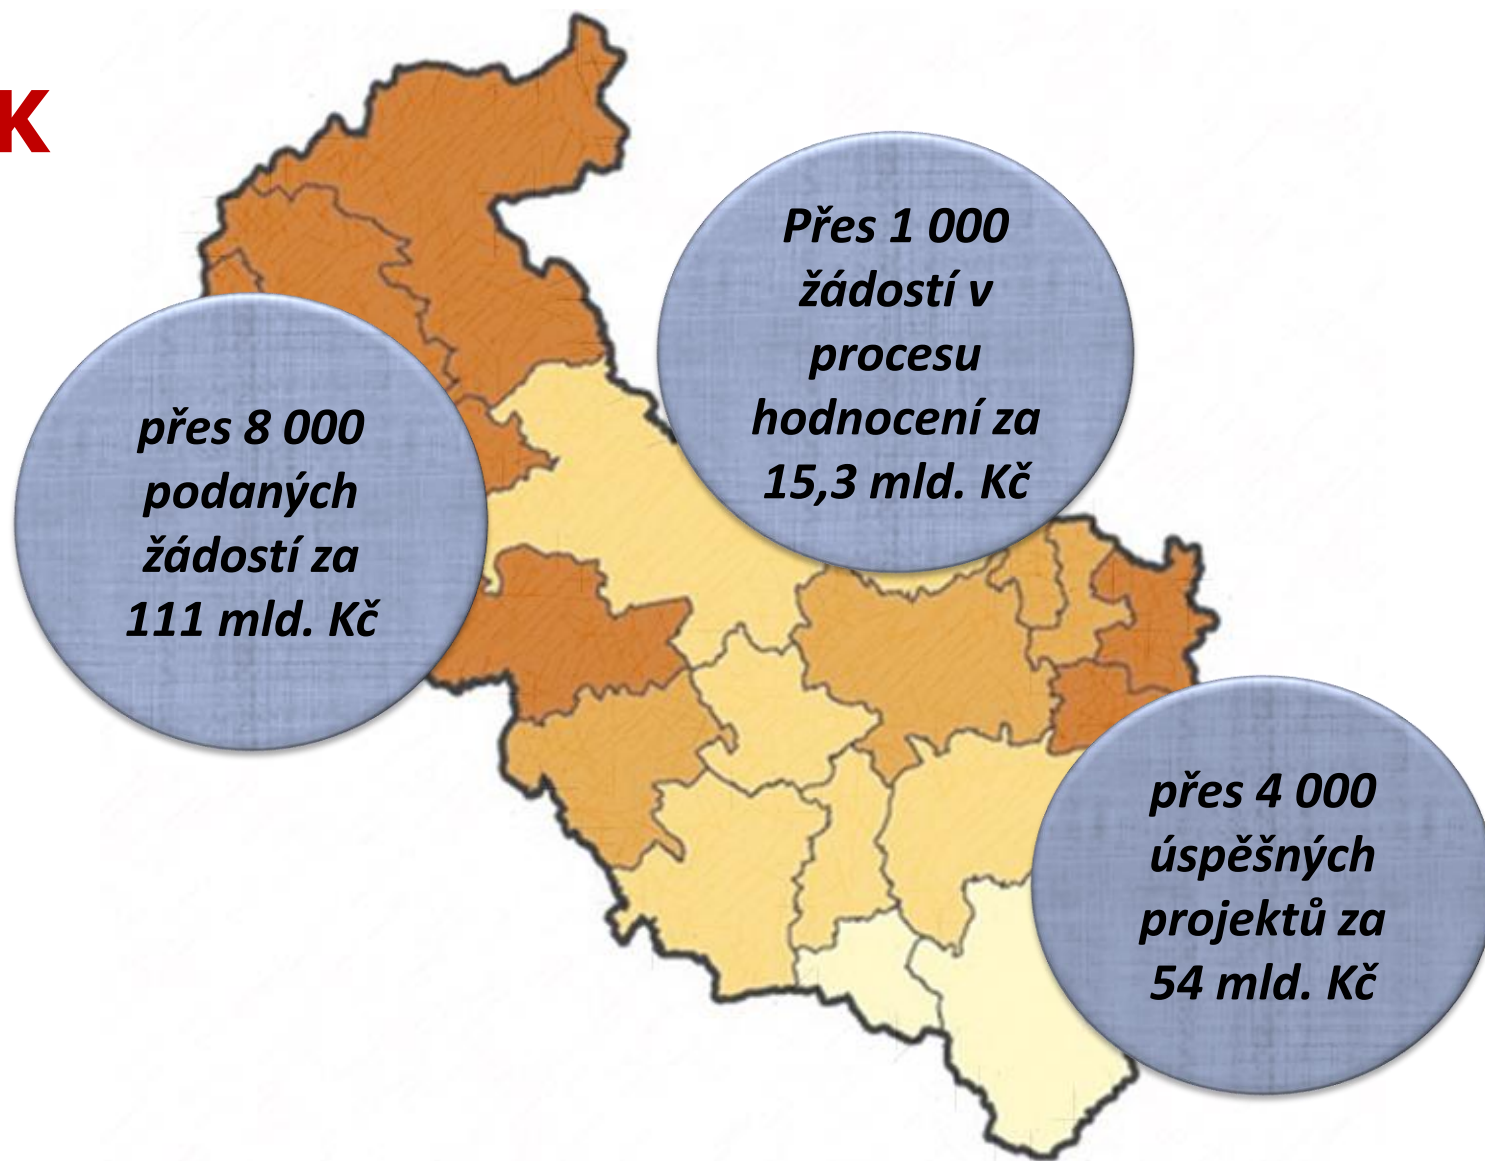 K
Přes 1 000
žádostí v
procesu
hodnocení za
15,3 mld. Kč
přes 8 000
podaných
žádostí za
111 mld. Kč
přes 4 000
úspěšných
projektů za
54 mld. Kč